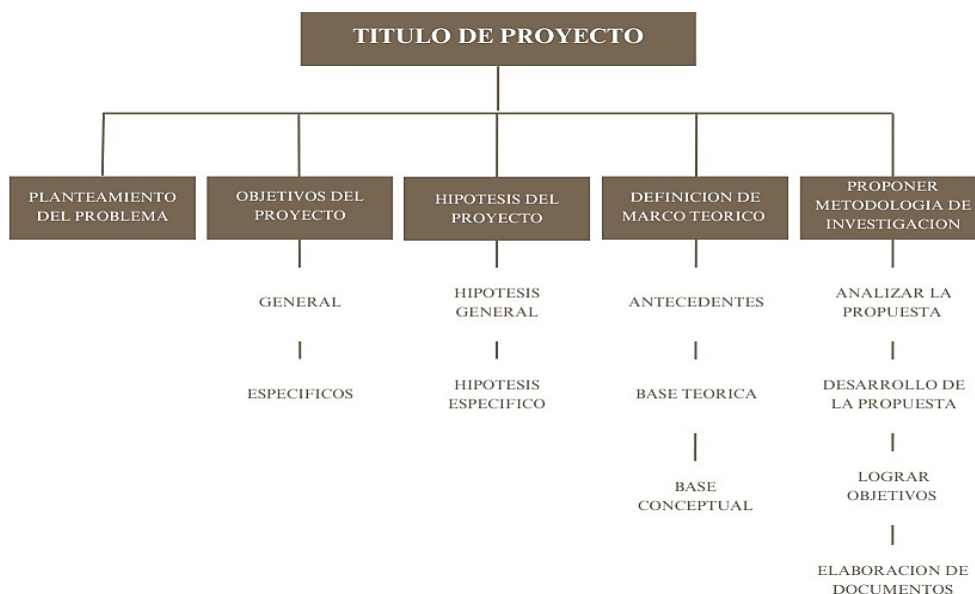 TITULO DE PROYECTO
PLANTEAMIENTO
DEL PROBLEMA
OBJETIVOS DEL
PROYECTO
HIPOTESIS DEL
PROYECTO
DEFINICION DE
MARCO TEORICO
PROPONER
METODOLOGIA DE
INVESTIGACION
GENERAL
ESPECIFICOS
HIPOTESIS
GENERAL
HIPOTESIS
ESPECIFICO
ANTECEDENTES
BASE TEORICA
BASE
CONCEPTUAL
ANALIZAR LA
PROPUESTA
DESARROLLO DE
LA PROPUESTA
LOGRAR
OBJETIVOS
ELABORACION DE
DOCUMENTOS